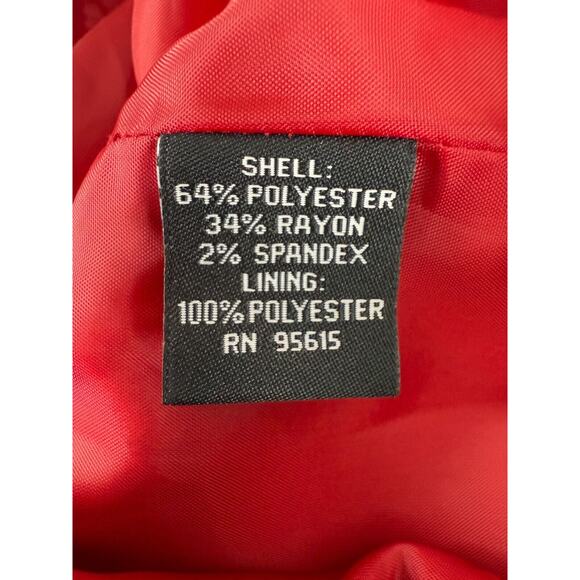 SHELL:
64% POLYESTER
34% RAYON
2% SPANDEX
LINING:
100% POLYESTER
RN 95615